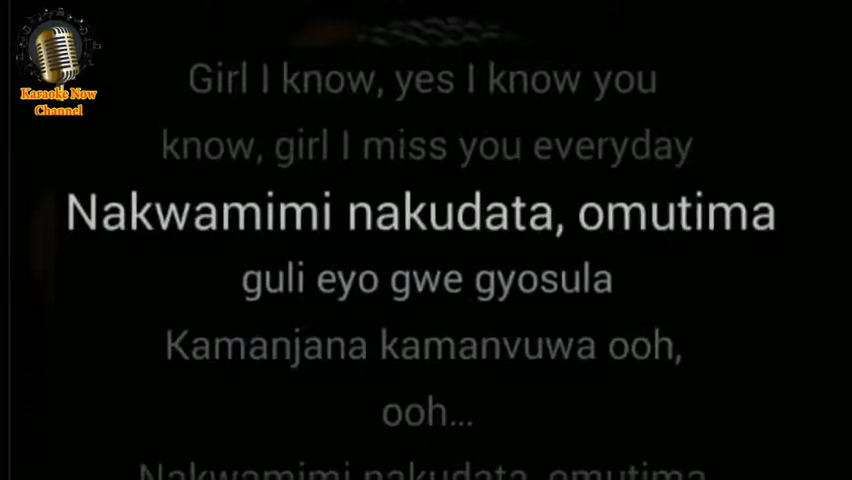 Karaoke Now
Channel
Girl I know, yes I know you
know, girl I miss you everyday
Nakwamimi nakudata, omutima
guli eyo gwe gyosula
Kamanjana kamanvuwa ooh,
ooh...
Nakwamimi nakudata, omutima